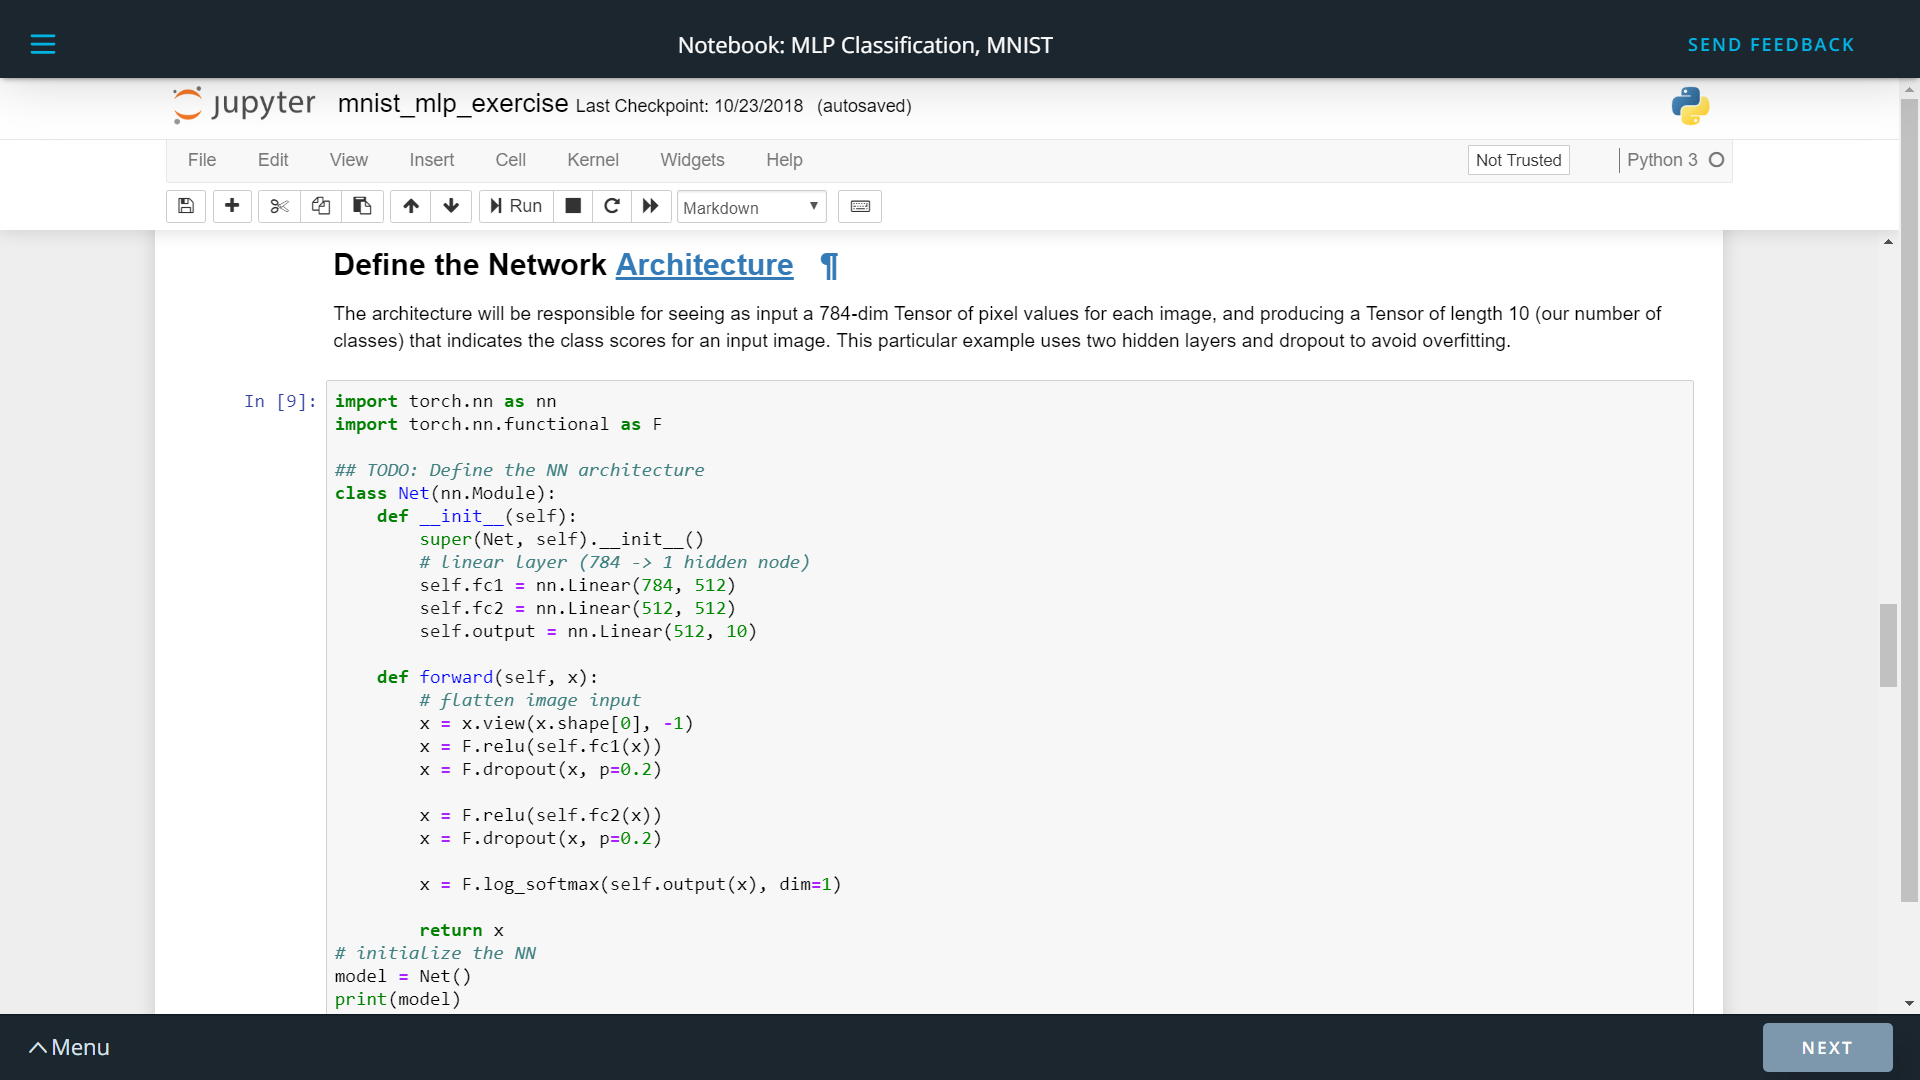 Notebook: MLP Classification, MNIST
SEND FEEDBACK
jupyter mnist_mlp_exercise Last Checkpoint: 10/23/2018 (autosaved)
File Edit View Insert Cell Kernel Widgets Help Not Trusted Python 3
Run Markdown
Define the Network Architecture ¶
The architecture will be responsible for seeing as input a 784-dim Tensor of pixel values for each image, and producing a Tensor of length 10 (our number of
classes) that indicates the class scores for an input image. This particular example uses two hidden layers and dropout to avoid overfitting.
In [9]:
import torch.nn as nn
import torch.nn.functional as F
## TODO: Define the NN architecture
class Net(nn.Module):
    def __init__(self):
        super(Net, self).__init__()
        # linear layer (784 -> 1 hidden node)
        self.fc1 = nn.Linear(784, 512)
        self.fc2 = nn.Linear(512, 512)
        self.output = nn.Linear(512, 10)
    def forward(self, x):
        # flatten image input
        x = x.view(x.shape[0], -1)
        x = F.relu(self.fc1(x))
        x = F.dropout(x, p=0.2)
        x = F.relu(self.fc2(x))
        x = F.dropout(x, p=0.2)
        x = F.log_softmax(self.output(x), dim=1)
        return x
# initialize the NN
model = Net()
print(model)
Menu
NEXT